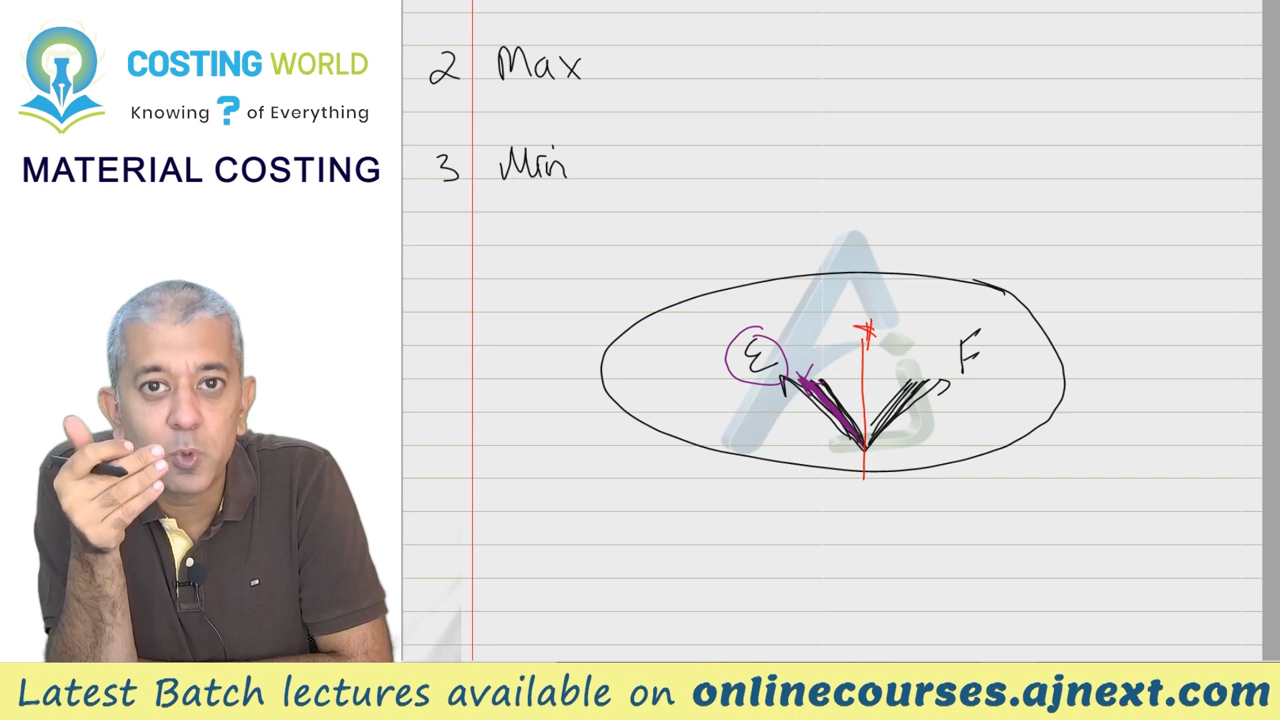 COSTING WORLD
Knowing ? of Everything
MATERIAL COSTING
2 Max
3 Min
E F
Latest Batch lectures available on onlinecourses.ajnext.com